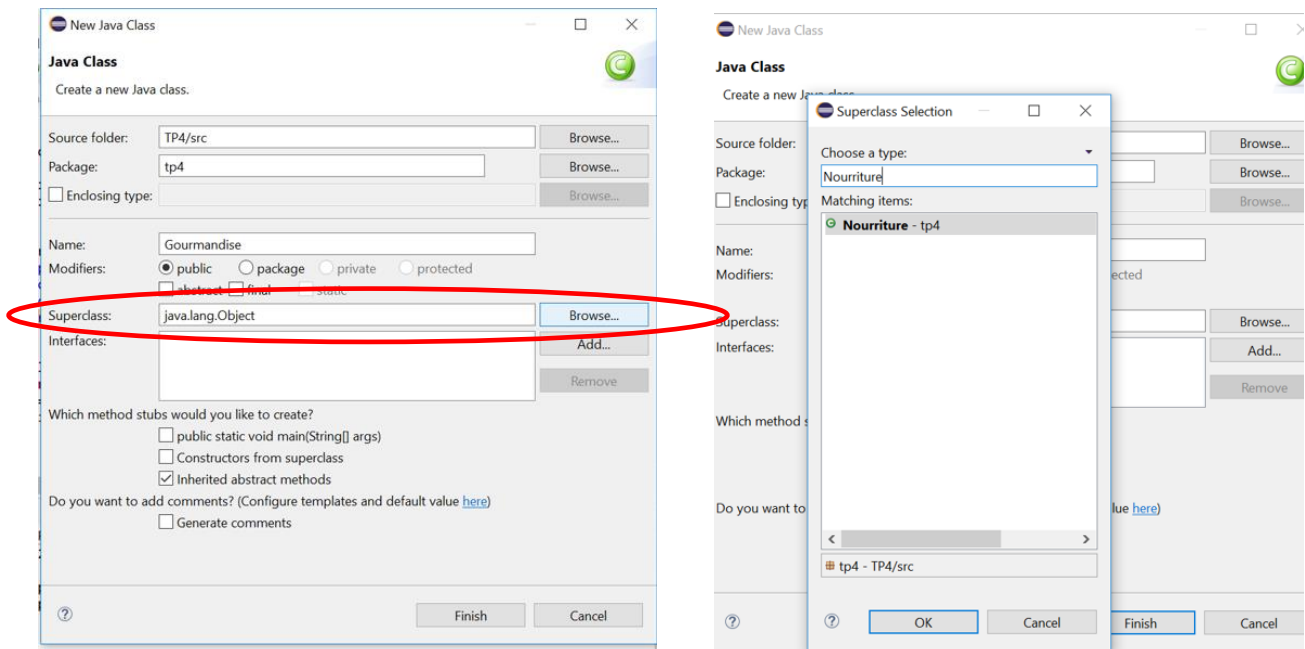 New Java Class
Java Class
Create a new Java class.
Source folder: TP4/src Browse...
Package: tp4 Browse...
Enclosing type: Browse...
Name: Gourmandise
Modifiers: public package private protected
abstract final static
Superclass: java.lang.Object Browse...
Interfaces: Add...
Remove
Which method stubs would you like to create?
public static void main(String[] args)
Constructors from superclass
Inherited abstract methods
Do you want to add comments? (Configure templates and default value here)
Generate comments
Finish Cancel
New Java Class
Java Class
Create a new Java class.
Source folder: Browse...
Package: Browse...
Enclosing typ Browse...
Name:
Modifiers: ected
Superclass: Browse...
Interfaces: Add...
Remove
Which method s
Do you want to lue here)
Finish Cancel
Superclass Selection
Choose a type:
Nourriture
Matching items:
Nourriture - tp4
tp4 - TP4/src
OK Cancel